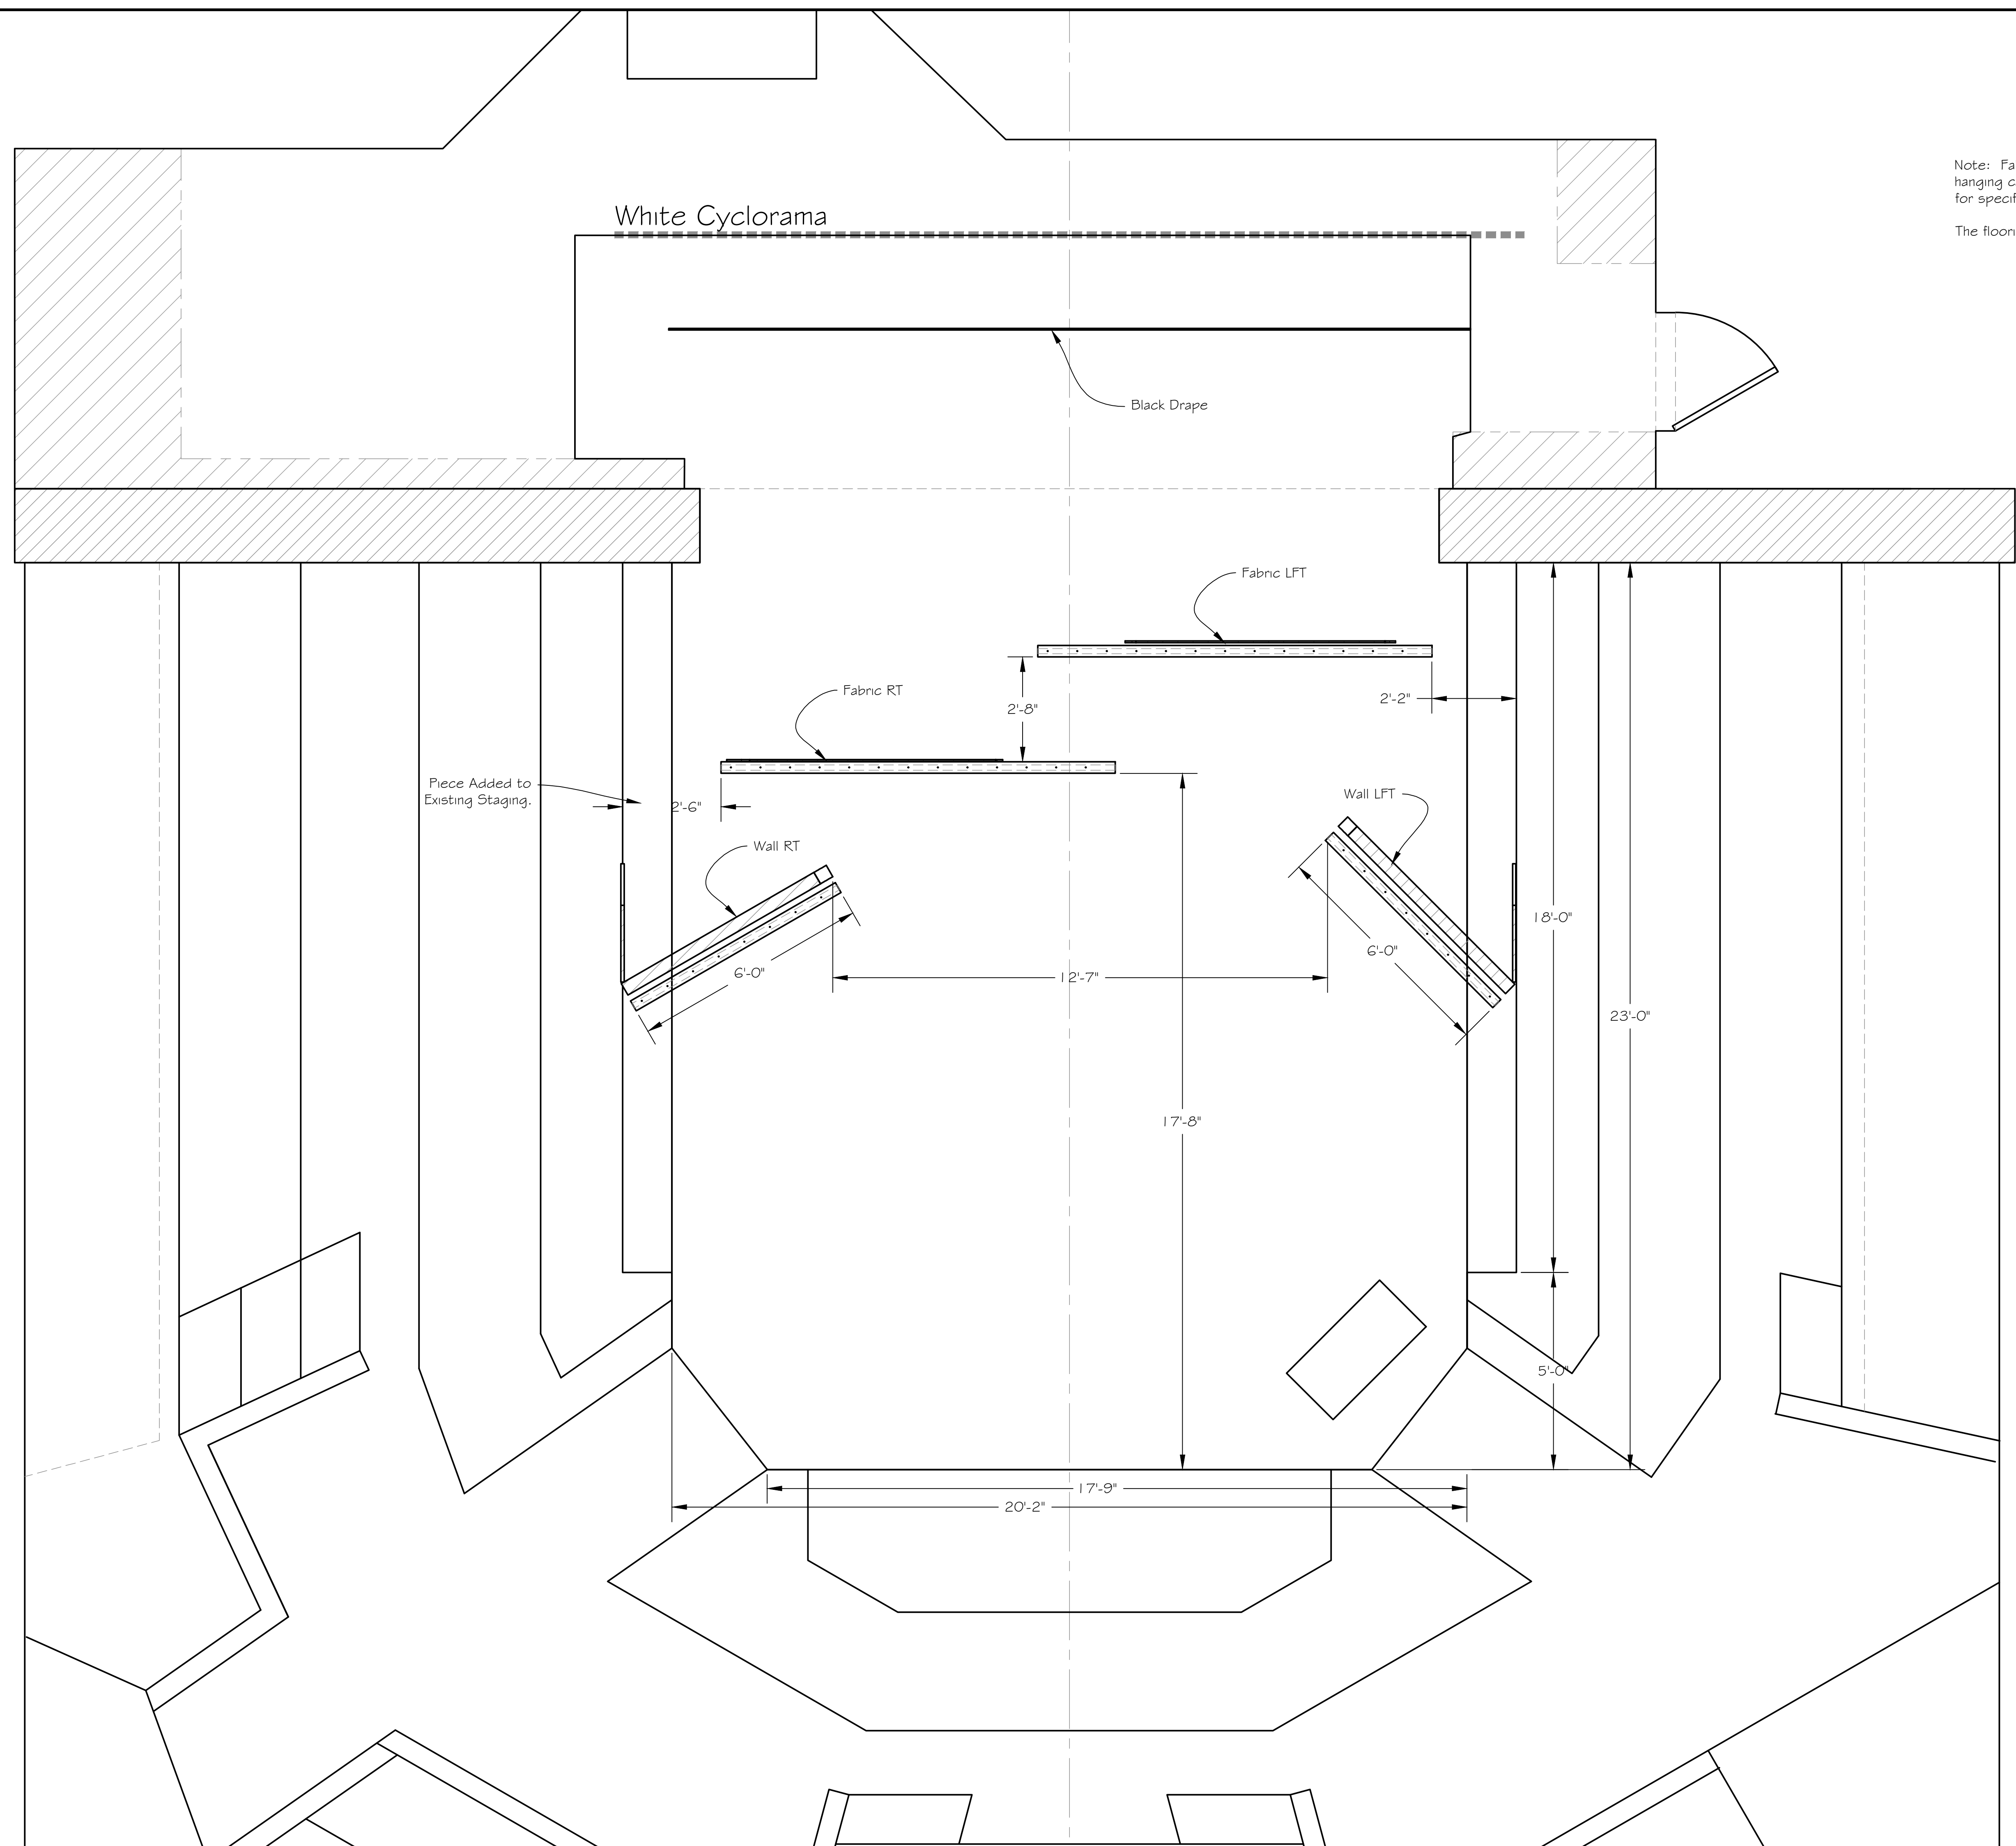 Note: Fa
hanging c
for specif
The floori
White Cyclorama
Black Drape
Fabric LFT
2'-2"
Fabric RT
2'-8"
Piece Added to
Existing Staging.
2'-6"
Wall LFT
Wall RT
18'-0"
6'-0"
6'-0"
12'-7"
23'-0"
17'-8"
5'-0"
17'-9"
20'-2"